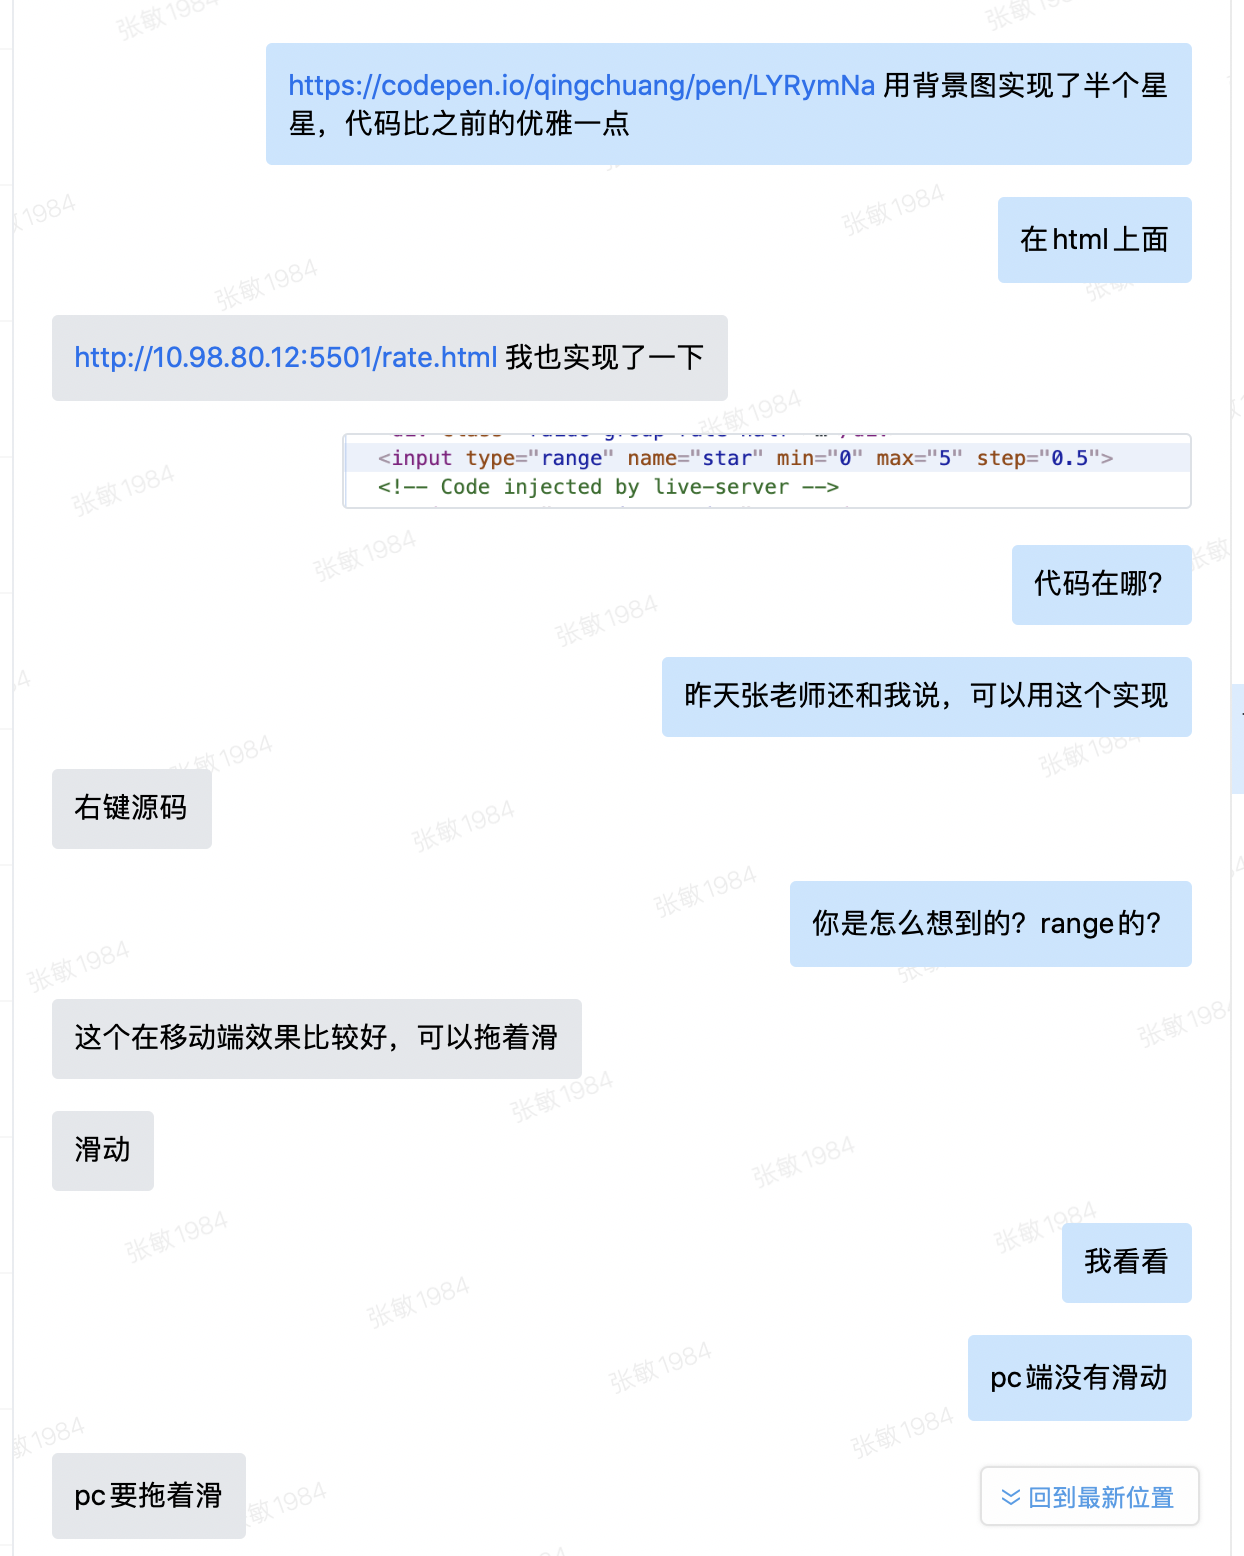 https://codepen.io/qingchuang/pen/LYRymNa 用背景图实现了半个星
星，代码比之前的优雅一点
在html上面
http://10.98.80.12:5501/rate.html 我也实现了一下
<input type="range" name="star" min="0" max="5" step="0.5">
<!-- Code injected by live-server -->
代码在哪？
昨天张老师还和我说，可以用这个实现
右键源码
你是怎么想到的？range的？
这个在移动端效果比较好，可以拖着滑
滑动
我看看
pc端没有滑动
pc要拖着滑
回到最新位置
张敏1984